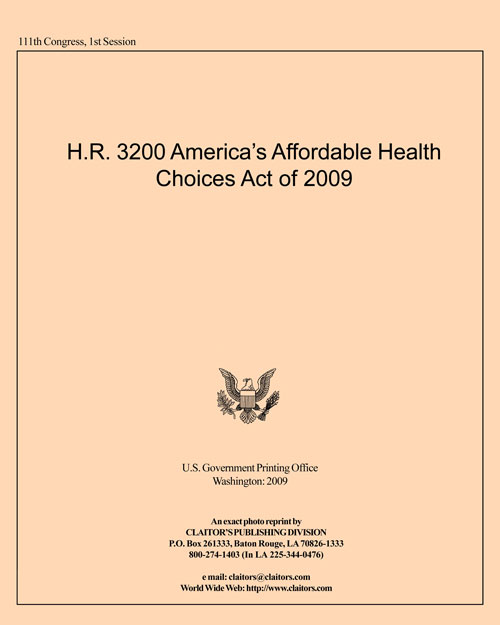 111th Congress, 1st Session
H.R. 3200 America's Affordable Health
Choices Act of 2009
U.S. Government Printing Office
Washington: 2009
An exact photo reprint by
CLAITOR'S PUBLISHING DIVISION
P.O. Box 261333, Baton Rouge, LA 70826-1333
800-274-1403 (In LA 225-344-0476)
e mail: claitors@claitors.com
World Wide Web: http://www.claitors.com